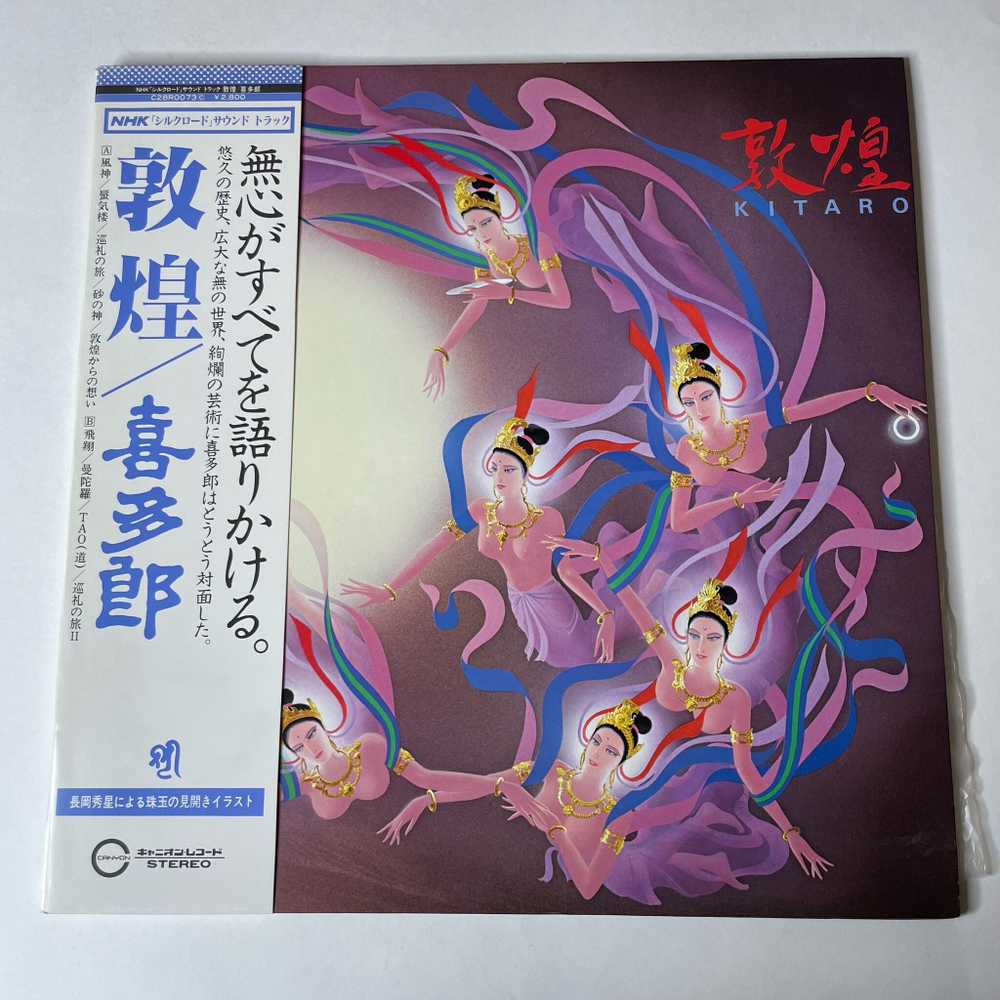 NHK「シルクロード」サウンド トラック 敦煌 喜多郎
C28R0073(C) ¥2,800
NHK「シルクロード」サウンド トラック
無心がすべてを語りかける。
悠久の歴史、広大な無の世界、絢爛の芸術に喜多郎はとうとう対面した。
敦煌/喜多郎
A 風神/蜃気楼/巡礼の旅/砂の神/敦煌からの想い B 飛翔/曼陀羅/TAO(道)/巡礼の旅II
長岡秀星による珠玉の見開きイラスト
CANYON キャニオン・レコード
STEREO
敦煌
KITARO